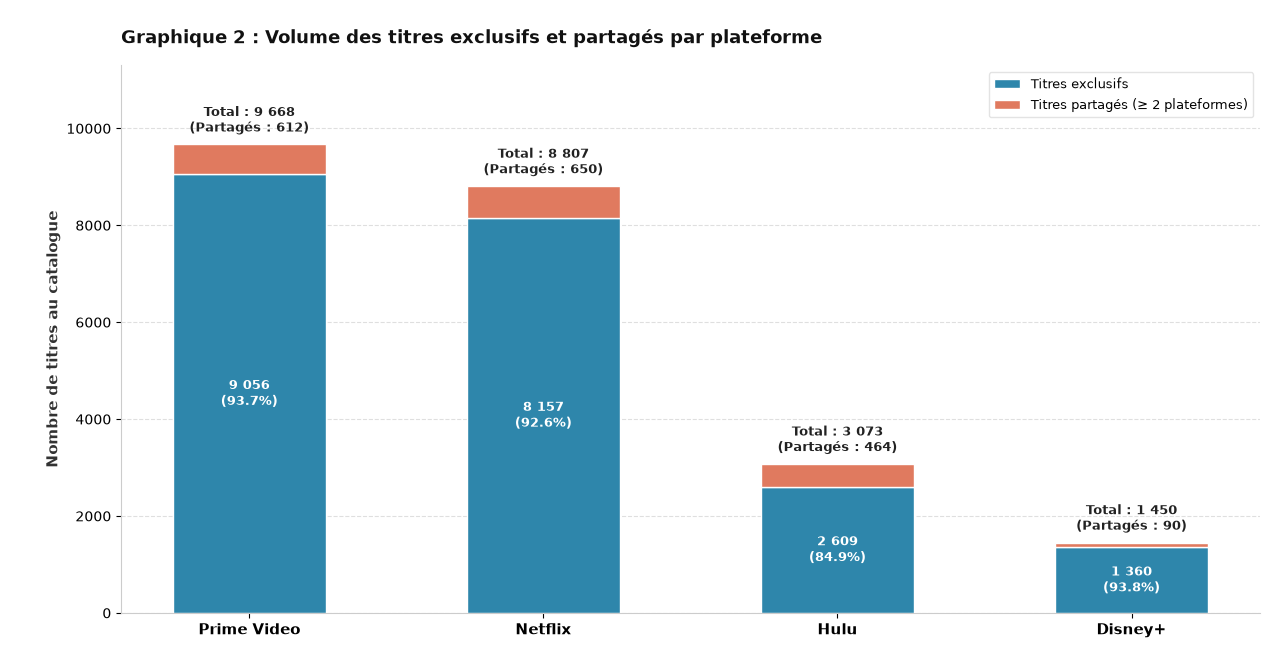 Graphique 2 : Volume des titres exclusifs et partagés par plateforme
Titres exclusifs
Titres partagés (≥ 2 plateformes)
Nombre de titres au catalogue
10000
8000
6000
4000
2000
0
Total : 9 668
(Partagés : 612)
9 056
(93.7%)
Total : 8 807
(Partagés : 650)
8 157
(92.6%)
Total : 3 073
(Partagés : 464)
2 609
(84.9%)
Total : 1 450
(Partagés : 90)
1 360
(93.8%)
Prime Video
Netflix
Hulu
Disney+